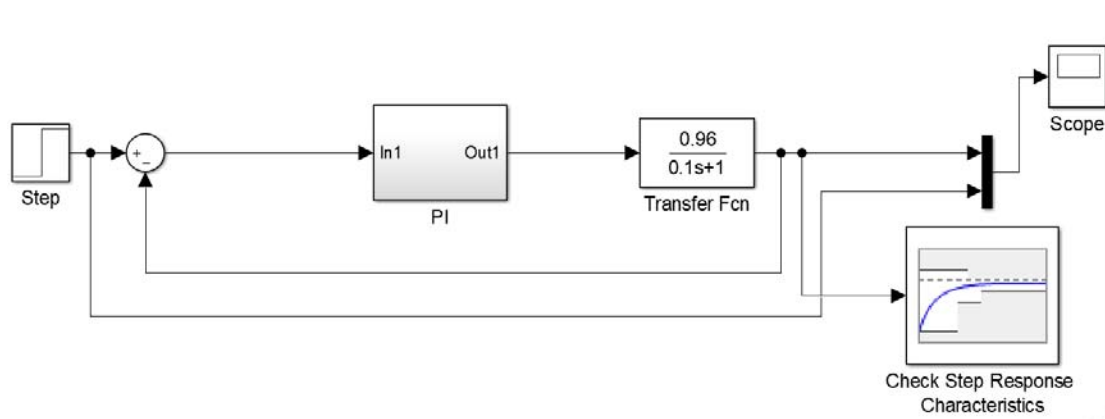 Step
+
−
In1
Out1
PI
0.96
0.1s+1
Transfer Fcn
Scope
Check Step Response
Characteristics